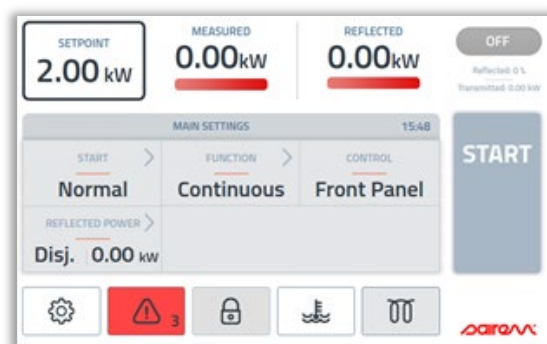 SETPOINT
2.00 kW
MEASURED
0.00kW
REFLECTED
0.00kW
OFF
Reflected: 0 %
Transmitted: 0.00 kW
MAIN SETTINGS 15:48
START
Normal
FUNCTION
Continuous
CONTROL
Front Panel
REFLECTED POWER
Disj. 0.00 kW
START
3
sairem